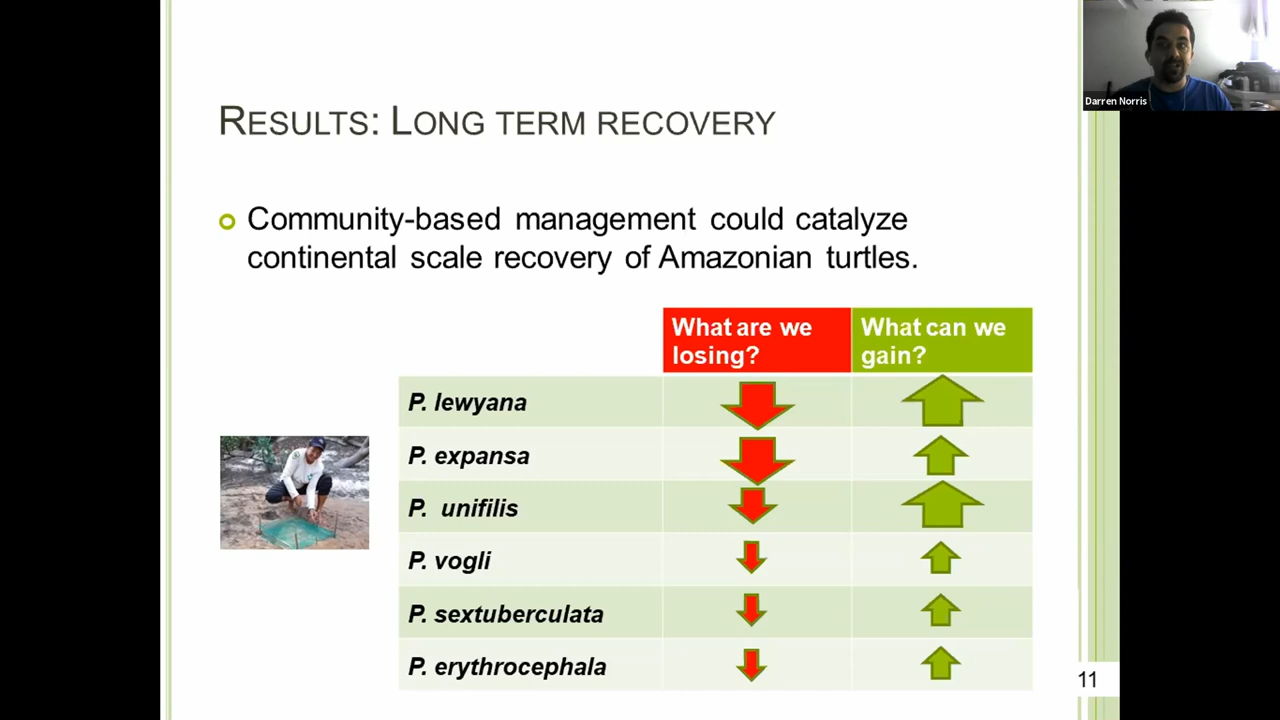 RESULTS: LONG TERM RECOVERY
Community-based management could catalyze
continental scale recovery of Amazonian turtles.
What are we
losing?
What can we
gain?
P. lewyana
P. expansa
P. unifilis
P. vogli
P. sextuberculata
P. erythrocephala
11
Darren Norris